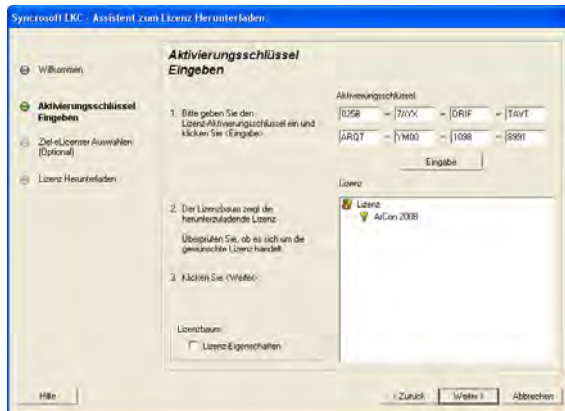 Syncrosoft LKC - Assistent zum Lizenz Herunterladen
Willkommen
Aktivierungsschlüssel
Eingeben
Ziel-eLicenser Auswählen
(Optional)
Lizenz Herunterladen
Aktivierungsschlüssel
Eingeben
1. Bitte geben Sie den
Lizenz-Aktivierungsschlüssel ein und
klicken Sie <Eingabe>.
Aktivierungsschlüssel
0258 - 7AYX - DRIF - TAVT
ARQT - YM00 - 1098 - 8991
Eingabe
Lizenz
Lizenz
ArCon 2008
2. Der Lizenzbaum zeigt die
herunterzuladende Lizenz.
Überprüfen Sie, ob es sich um die
gewünschte Lizenz handelt.
3. Klicken Sie <Weiter>.
Lizenzbaum
Lizenz-Eigenschaften
Hilfe
< Zurück
Weiter >
Abbrechen